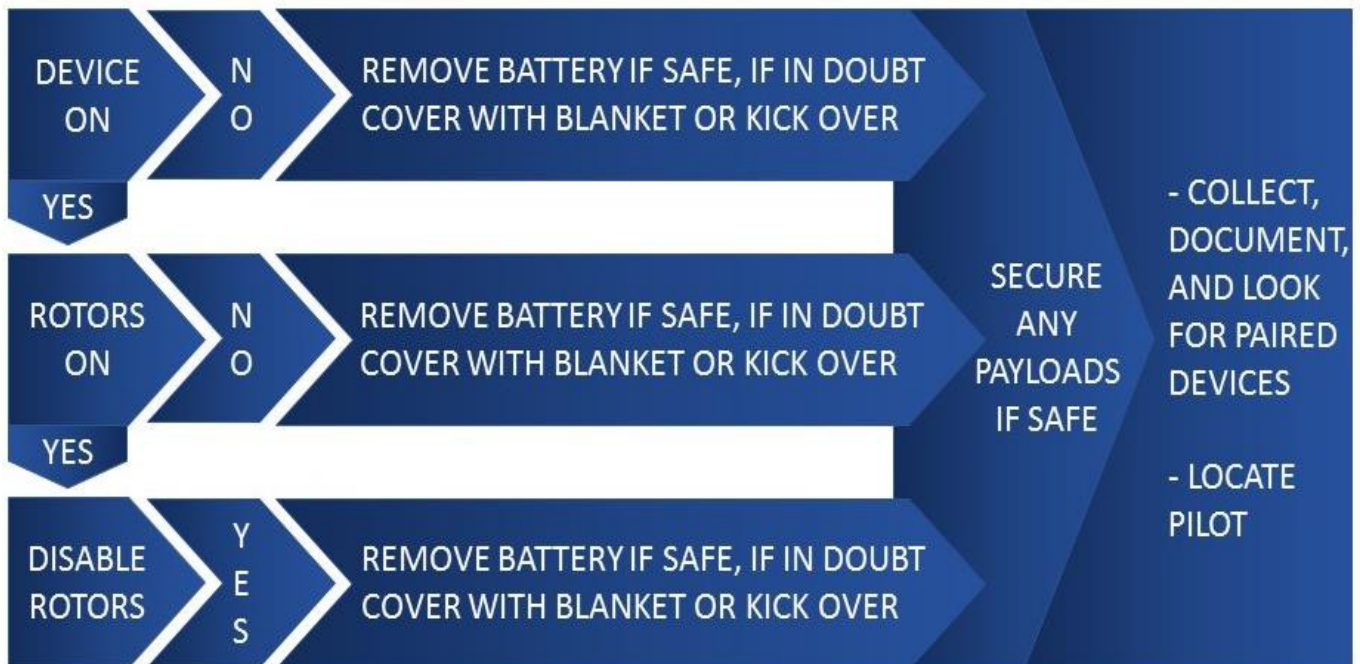 DEVICE
ON
N
O
REMOVE BATTERY IF SAFE, IF IN DOUBT
COVER WITH BLANKET OR KICK OVER
YES
ROTORS
ON
N
O
REMOVE BATTERY IF SAFE, IF IN DOUBT
COVER WITH BLANKET OR KICK OVER
YES
DISABLE
ROTORS
Y
E
S
REMOVE BATTERY IF SAFE, IF IN DOUBT
COVER WITH BLANKET OR KICK OVER
SECURE
ANY
PAYLOADS
IF SAFE
- COLLECT,
DOCUMENT,
AND LOOK
FOR PAIRED
DEVICES
- LOCATE
PILOT